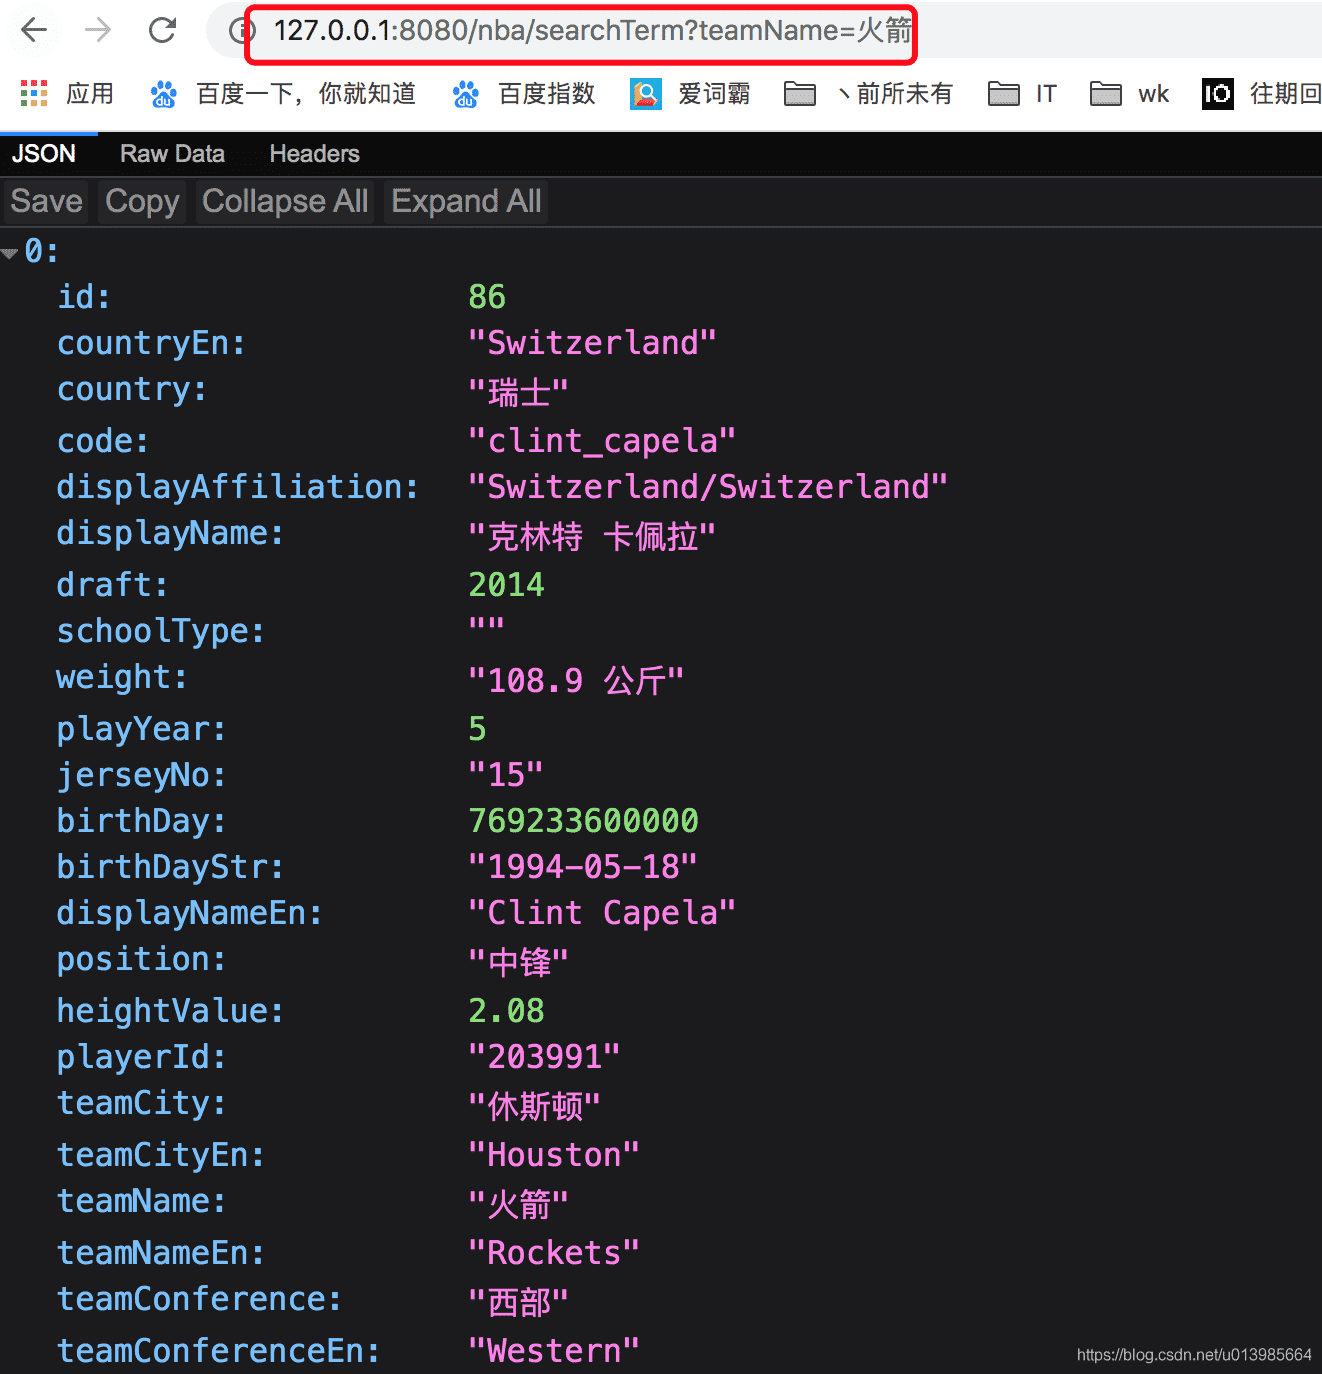 127.0.0.1:8080/nba/searchTerm?teamName=火箭
应用 百度一下，你就知道 百度指数 爱词霸 丶前所未有 IT wk IO 往期回
JSON Raw Data Headers
Save Copy Collapse All Expand All
0:
id: 86
countryEn: "Switzerland"
country: "瑞士"
code: "clint_capela"
displayAffiliation: "Switzerland/Switzerland"
displayName: "克林特 卡佩拉"
draft: 2014
schoolType: ""
weight: "108.9 公斤"
playYear: 5
jerseyNo: "15"
birthDay: 769233600000
birthDayStr: "1994-05-18"
displayNameEn: "Clint Capela"
position: "中锋"
heightValue: 2.08
playerId: "203991"
teamCity: "休斯顿"
teamCityEn: "Houston"
teamName: "火箭"
teamNameEn: "Rockets"
teamConference: "西部"
teamConferenceEn: "Western"
https://blog.csdn.net/u013985664